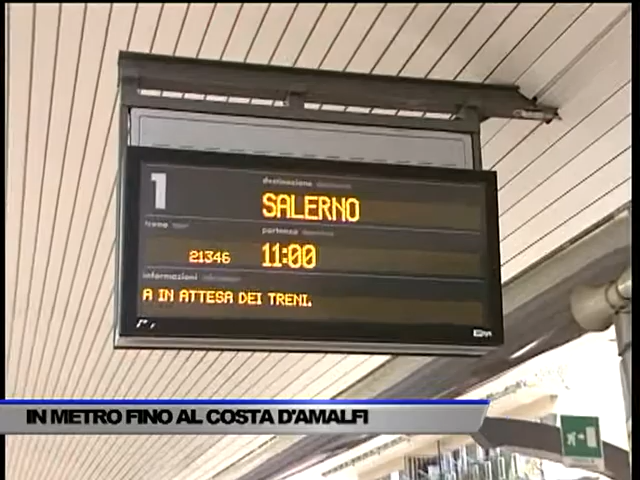 1
destinazione
SALERNO
treno
partenza
21346
11:00
informazioni
A IN ATTESA DEI TRENI.
IN METRO FINO AL COSTA D'AMALFI